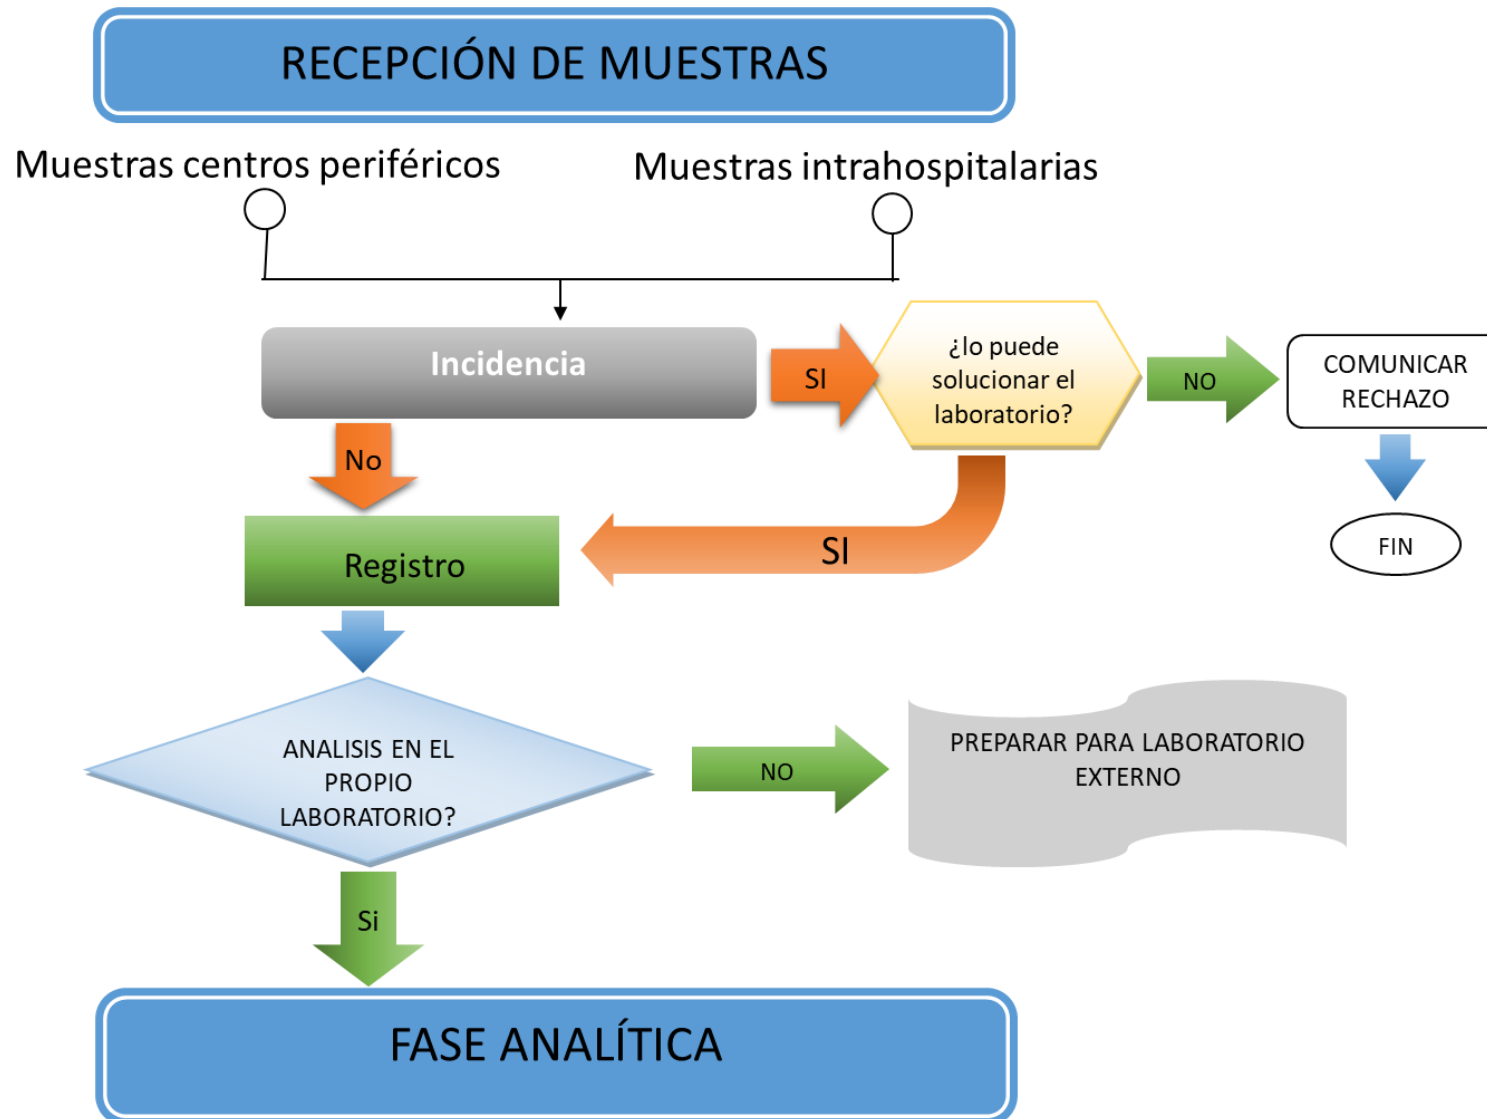 RECEPCIÓN DE MUESTRAS
Muestras centros periféricos
Muestras intrahospitalarias
Incidencia
SI
¿lo puede
solucionar el
laboratorio?
NO
COMUNICAR
RECHAZO
No
SI
FIN
Registro
ANALISIS EN EL
PROPIO
LABORATORIO?
NO
PREPARAR PARA LABORATORIO
EXTERNO
Si
FASE ANALÍTICA